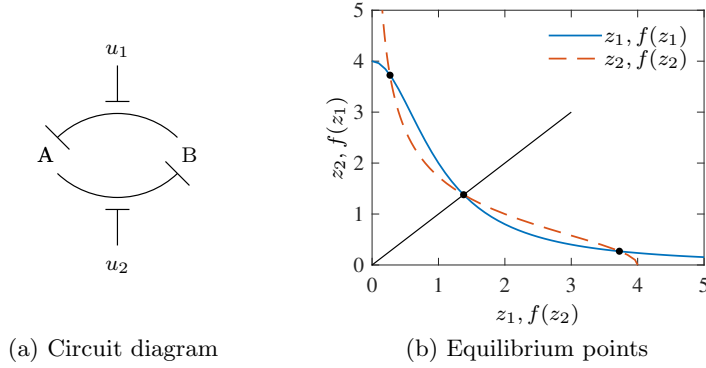 u₁
A
B
u₂
(a) Circuit diagram
z₂, f(z₁)
5
4
3
2
1
0
z₁, f(z₁)
z₂, f(z₂)
0 1 2 3 4 5
z₁, f(z₂)
(b) Equilibrium points